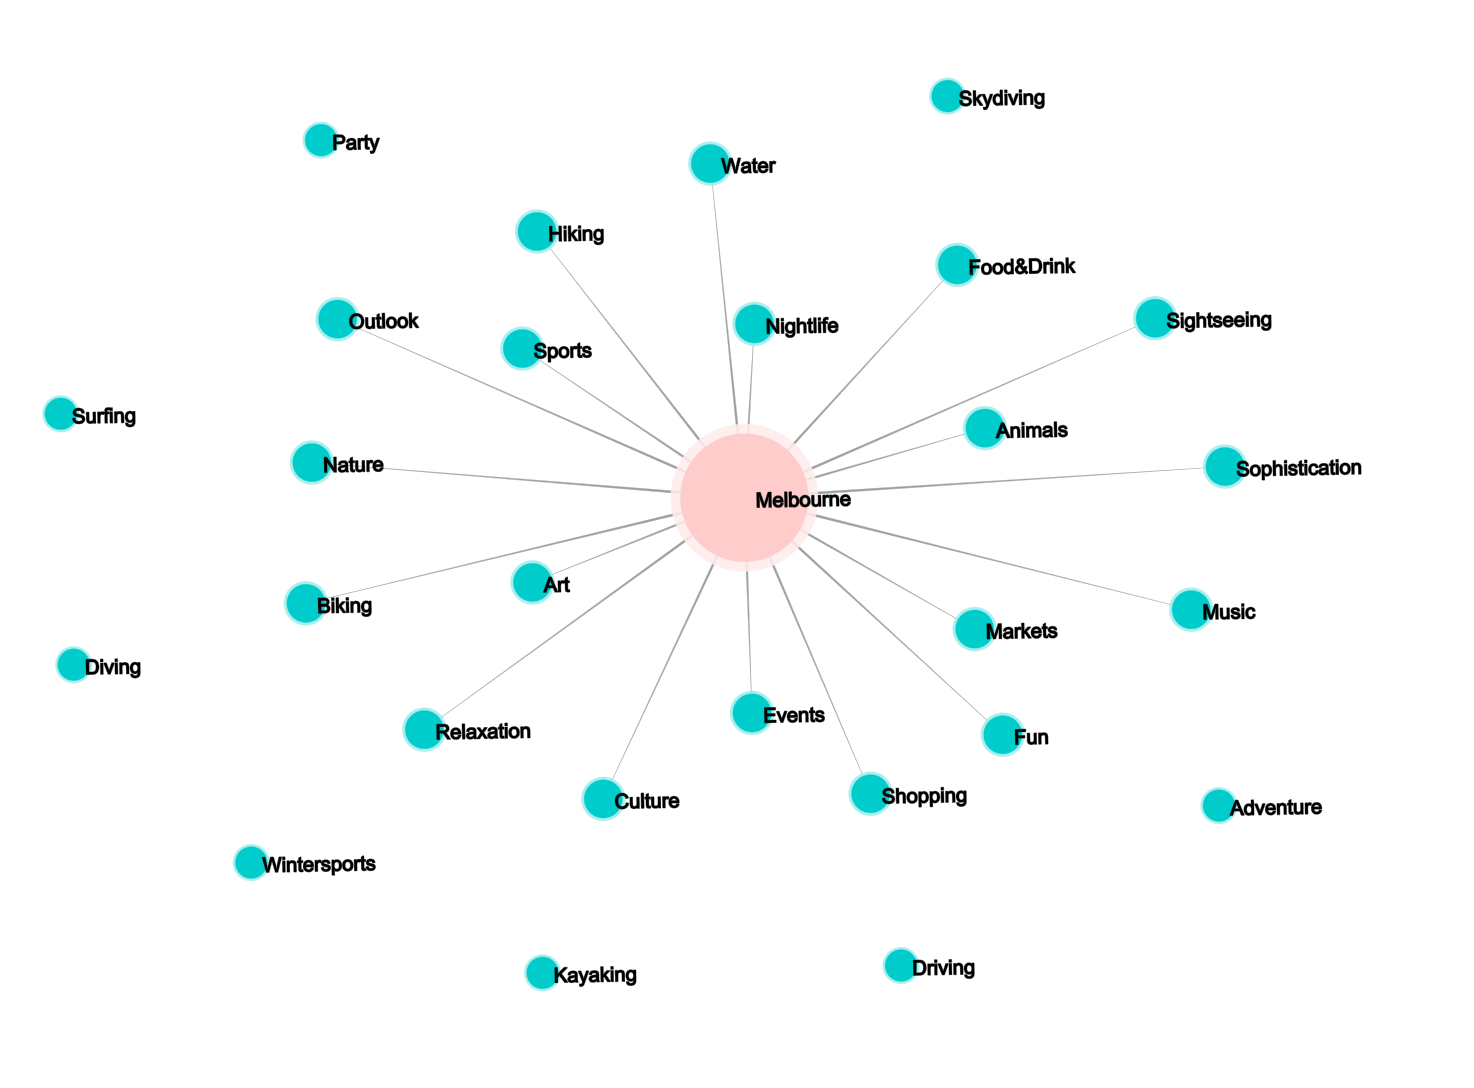 Skydiving
Party
Water
Hiking
Food&Drink
Outlook
Sightseeing
Nightlife
Sports
Surfing
Animals
Nature
Sophistication
Melbourne
Art
Biking
Music
Markets
Diving
Events
Relaxation
Fun
Shopping
Culture
Adventure
Wintersports
Driving
Kayaking